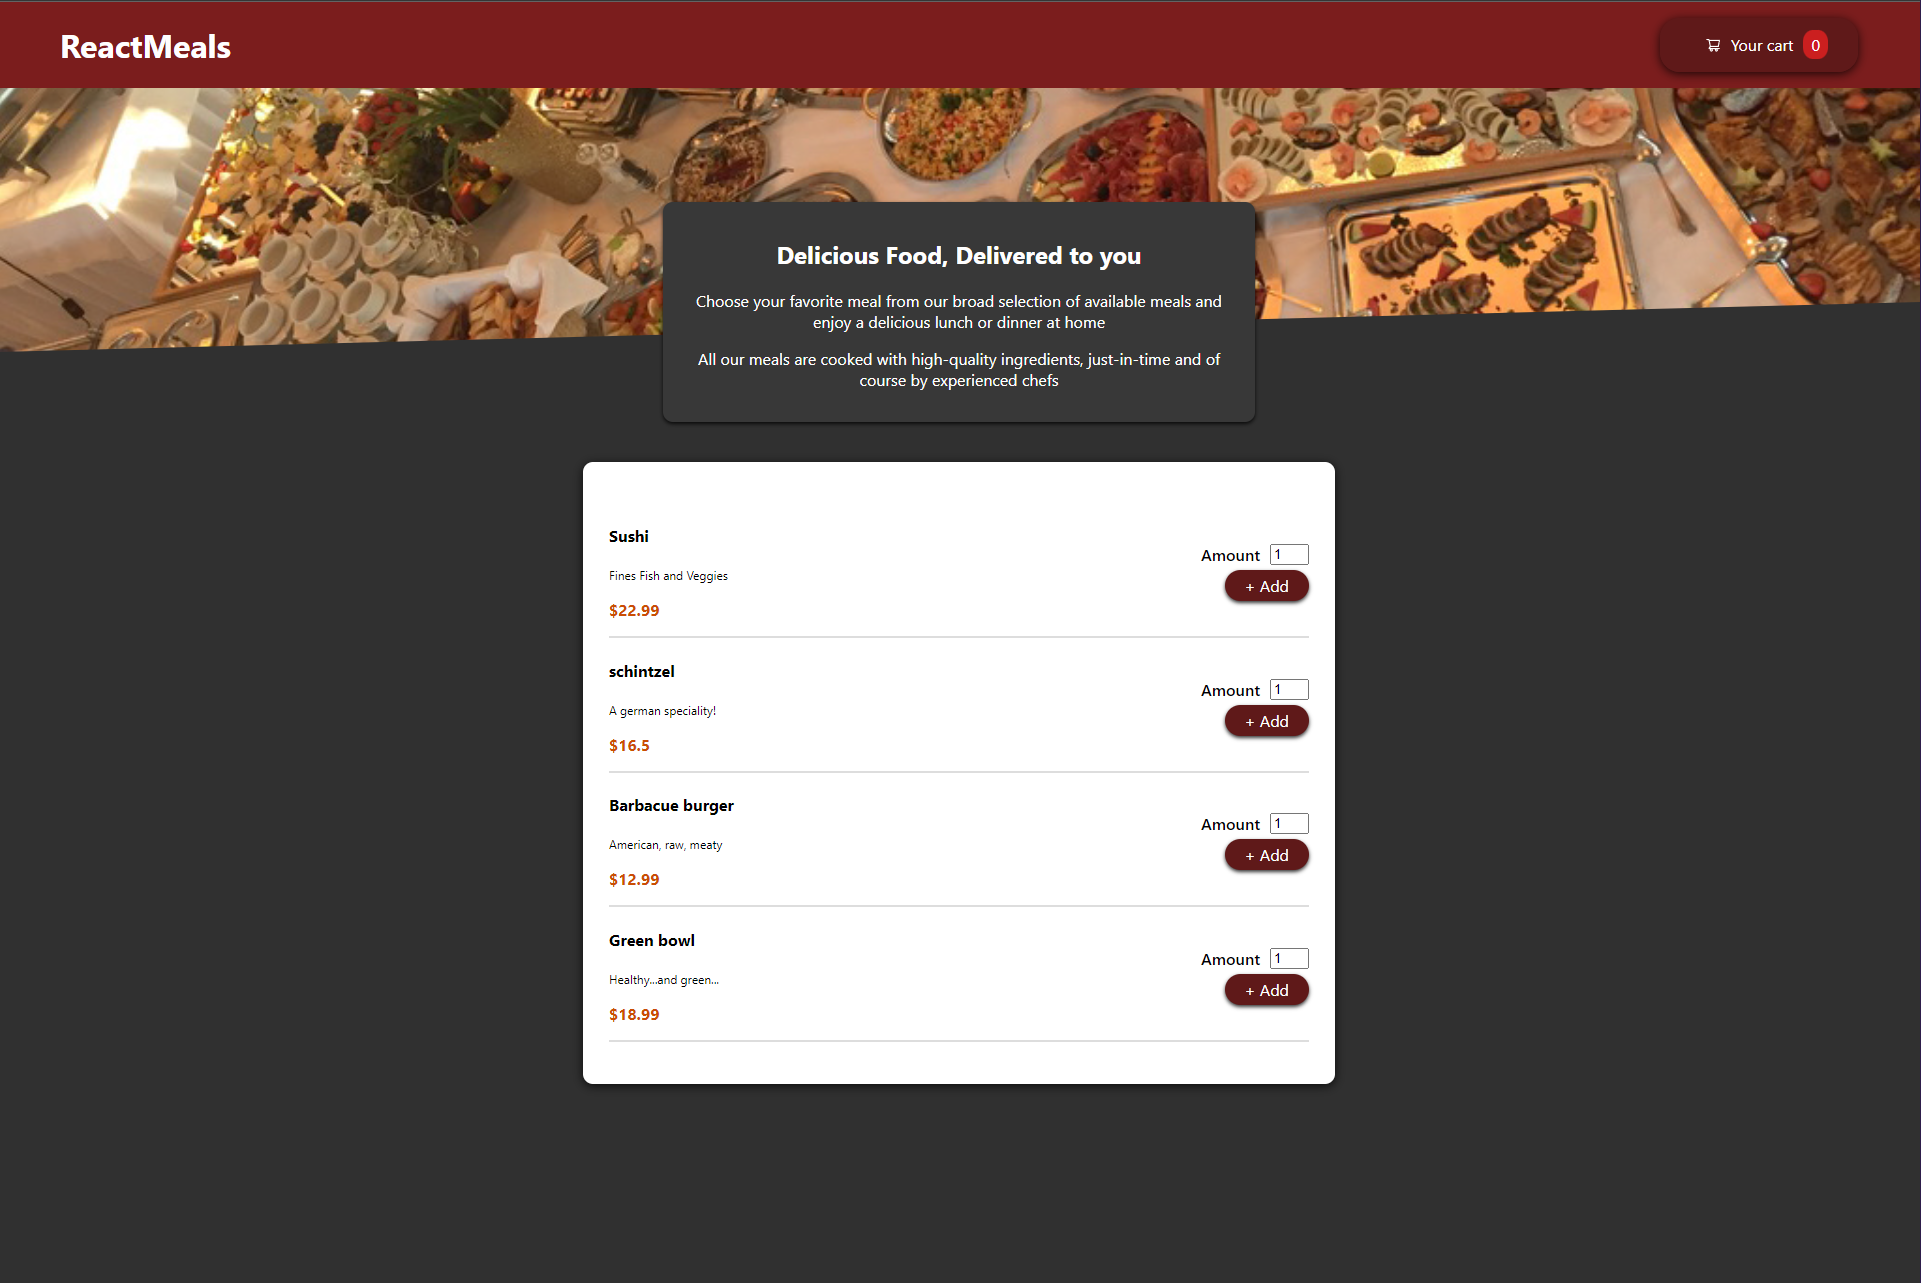 ReactMeals
Your cart 0
Delicious Food, Delivered to you
Choose your favorite meal from our broad selection of available meals and
enjoy a delicious lunch or dinner at home
All our meals are cooked with high-quality ingredients, just-in-time and of
course by experienced chefs
Sushi
Fines Fish and Veggies
$22.99
Amount 1
+ Add
schintzel
A german speciality!
$16.5
Amount 1
+ Add
Barbacue burger
American, raw, meaty
$12.99
Amount 1
+ Add
Green bowl
Healthy...and green...
$18.99
Amount 1
+ Add